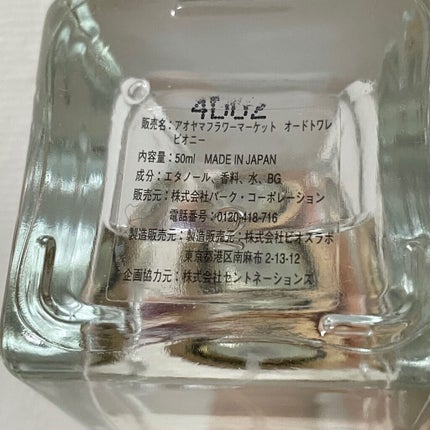 4D02
販売名：アオヤマフラワーマーケット オードトワレ
ピオニー
内容量：50ml MADE IN JAPAN
成分：エタノール、香料、水、BG
販売元：株式会社パーク・コーポレーション
電話番号：0120-418-716
製造販売元：製造販売元・株式会社ビオスラボ
東京都港区南麻布2-13-12
企画協力元：株式会社セントネーションズ